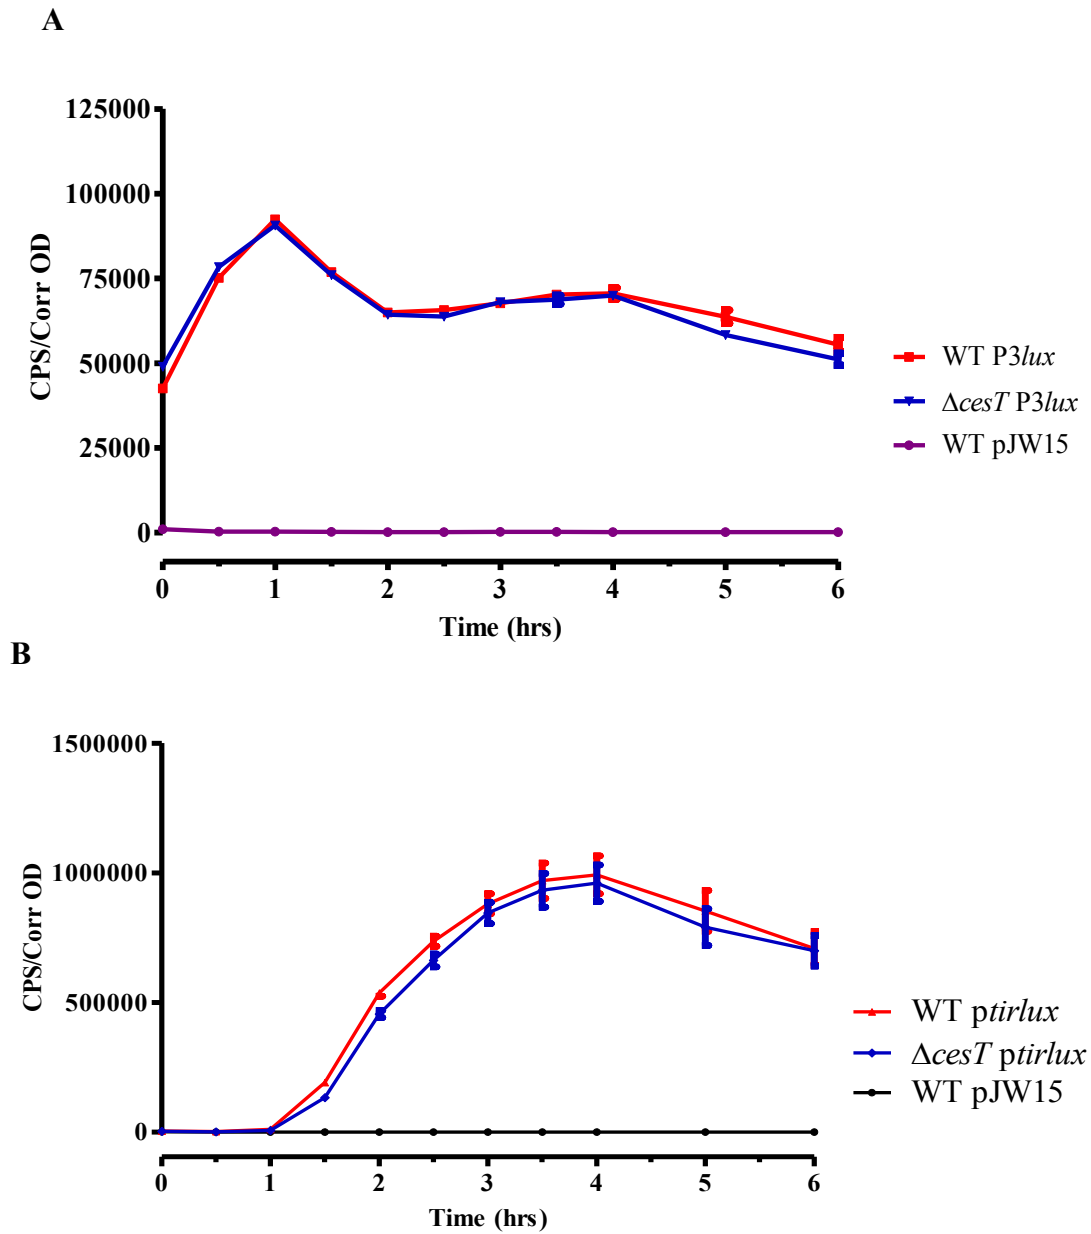 A
125000
100000
75000
50000
25000
0
CPS/Corr OD
0 1 2 3 4 5 6
Time (hrs)
WT P3lux
ΔcesT P3lux
WT pJW15
B
1500000
1000000
500000
0
CPS/Corr OD
0 1 2 3 4 5 6
Time (hrs)
WT ptirlux
ΔcesT ptirlux
WT pJW15